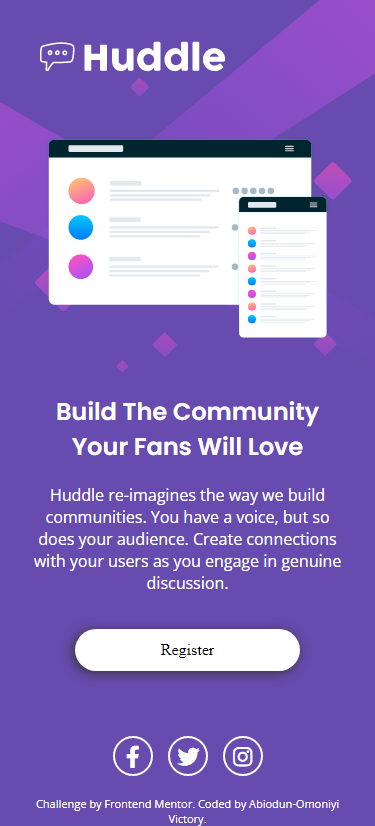 Huddle
Build The Community
Your Fans Will Love
Huddle re-imagines the way we build
communities. You have a voice, but so
does your audience. Create connections
with your users as you engage in genuine
discussion.
Register
Challenge by Frontend Mentor. Coded by Abiodun-Omoniyi
Victory.